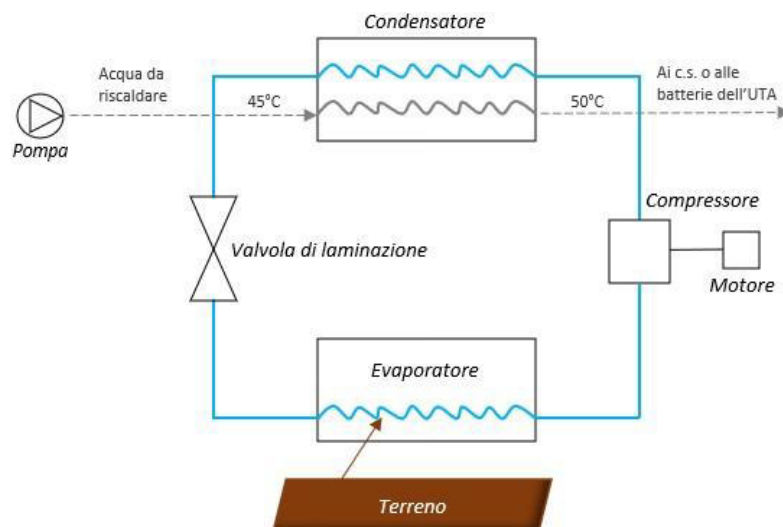 Condensatore
Acqua da
riscaldare
45°C
50°C
Ai c.s. o alle
batterie dell'UTA
Pompa
Compressore
Valvola di laminazione
Motore
Evaporatore
Terreno